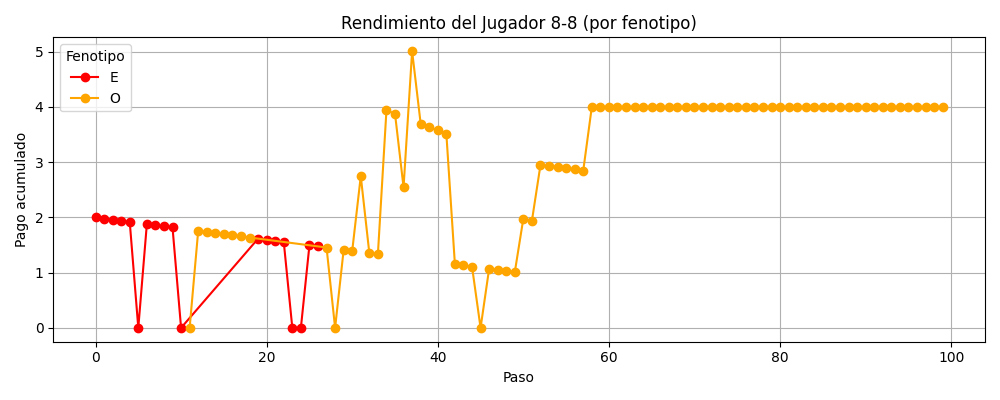 Rendimiento del Jugador 8-8 (por fenotipo)
Fenotipo
E
O
Pago acumulado
5
4
3
2
1
0
0 20 40 60 80 100
Paso